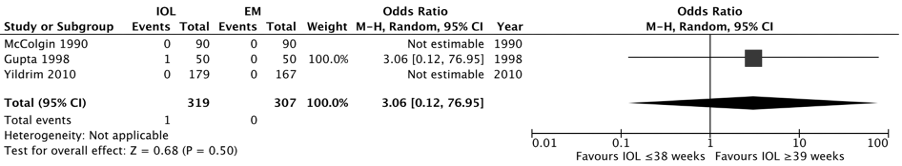 IOL EM Odds Ratio Odds Ratio
Study or Subgroup Events Total Events Total Weight M-H, Random, 95% CI Year M-H, Random, 95% CI
McColgin 1990 0 90 0 90 Not estimable 1990
Gupta 1998 1 50 0 50 100.0% 3.06 [0.12, 76.95] 1998
Yildrim 2010 0 179 0 167 Not estimable 2010
Total (95% CI) 319 307 100.0% 3.06 [0.12, 76.95]
Total events 1 0
Heterogeneity: Not applicable
Test for overall effect: Z = 0.68 (P = 0.50)
0.01 0.1 1 10 100
Favours IOL ≤38 weeks Favours IOL ≥39 weeks